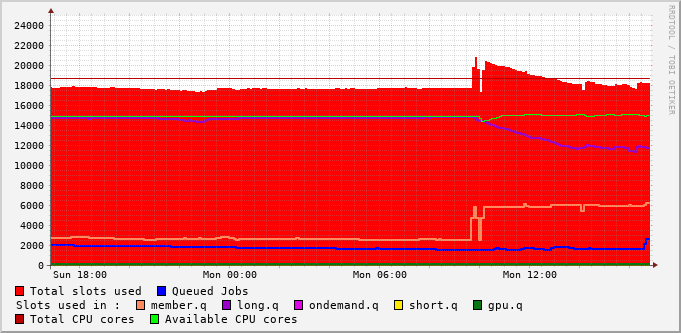 24000
22000
20000
18000
16000
14000
12000
10000
8000
6000
4000
2000
0
Sun 18:00 Mon 00:00 Mon 06:00 Mon 12:00
RRDTOOL / TOBI OETIKER
Total slots used Queued Jobs
Slots used in : member.q long.q ondemand.q short.q gpu.q
Total CPU cores Available CPU cores